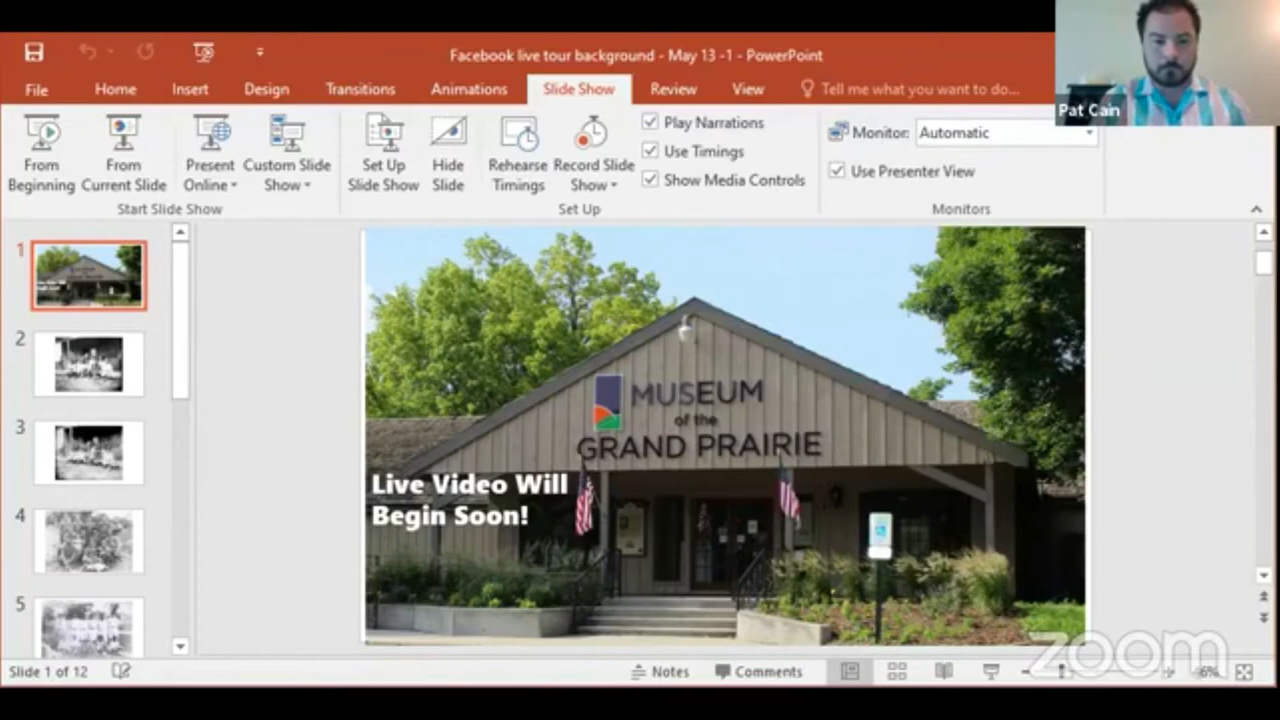 Facebook live tour background - May 13 -1 - PowerPoint
File Home Insert Design Transitions Animations Slide Show Review View Tell me what you want to do...
Pat Cain
From Beginning
From Current Slide
Present Online
Custom Slide Show
Start Slide Show
Set Up Slide Show
Hide Slide
Rehearse Timings
Record Slide Show
Play Narrations
Use Timings
Show Media Controls
Set Up
Monitor: Automatic
Use Presenter View
Monitors
1
2
3
4
5
MUSEUM
of the
GRAND PRAIRIE
Live Video Will
Begin Soon!
Slide 1 of 12
Notes Comments
zoom